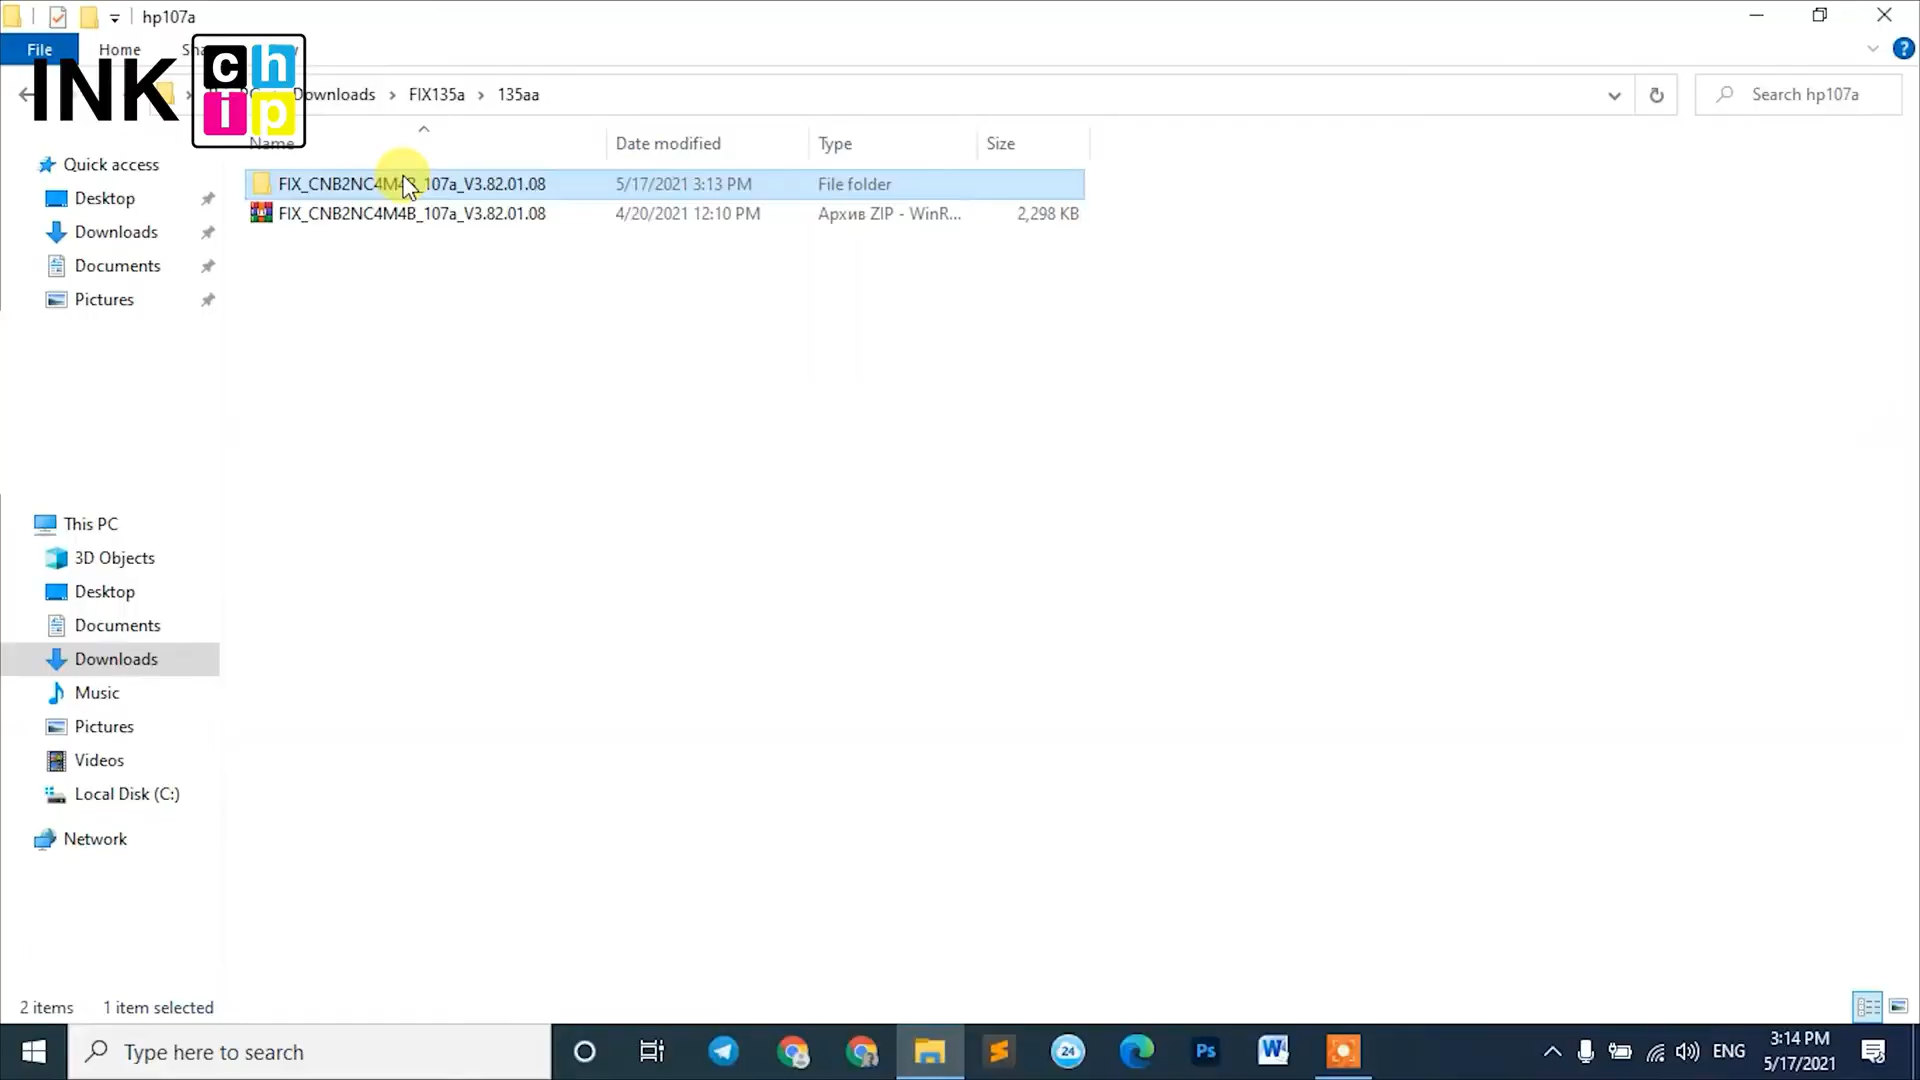 hp107a
File Home
INK chip
Downloads > FIX135a > 135aa
Search hp107a
Name Date modified Type Size
FIX_CNB2NC4M4B_107a_V3.82.01.08 5/17/2021 3:13 PM File folder
FIX_CNB2NC4M4B_107a_V3.82.01.08 4/20/2021 12:10 PM Архив ZIP - WinR... 2,298 KB
Quick access
Desktop
Downloads
Documents
Pictures
This PC
3D Objects
Desktop
Documents
Downloads
Music
Pictures
Videos
Local Disk (C:)
Network
2 items 1 item selected
Type here to search
24
Ps
W
ENG
3:14 PM
5/17/2021